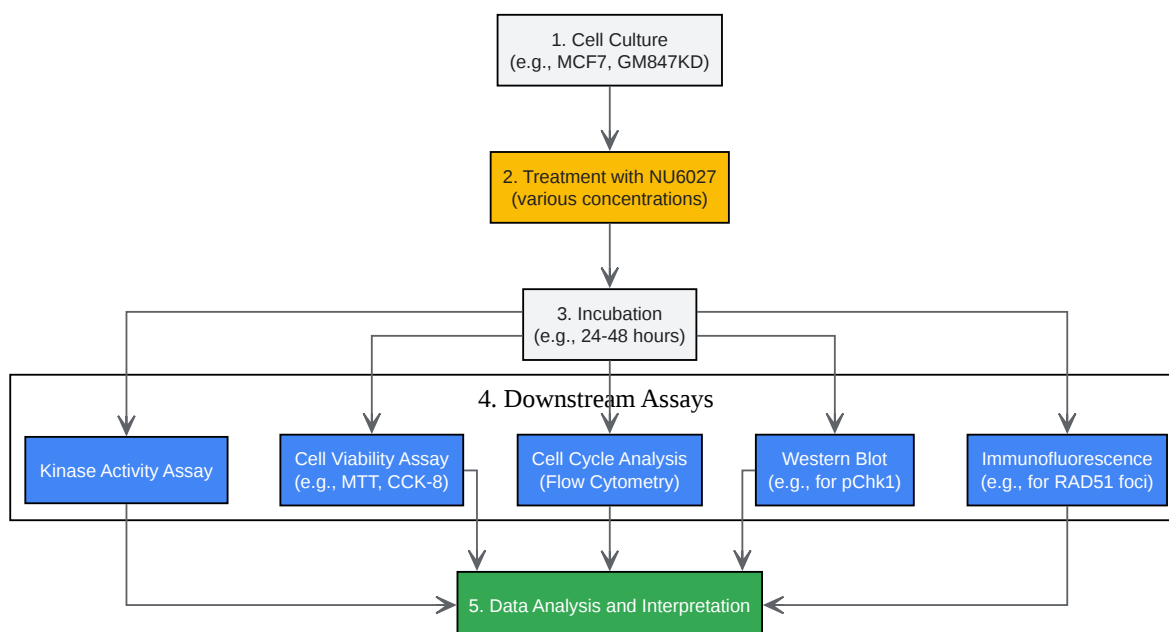 1. Cell Culture
(e.g., MCF7, GM847KD)
2. Treatment with NU6027
(various concentrations)
3. Incubation
(e.g., 24-48 hours)
4. Downstream Assays
Kinase Activity Assay
Cell Viability Assay
(e.g., MTT, CCK-8)
Cell Cycle Analysis
(Flow Cytometry)
Western Blot
(e.g., for pChk1)
Immunofluorescence
(e.g., for RAD51 foci)
5. Data Analysis and Interpretation